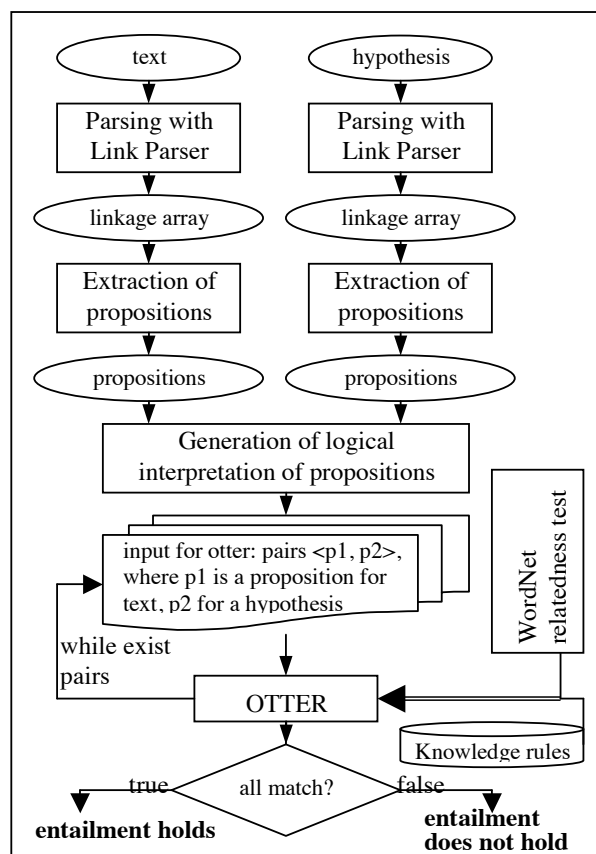 text
hypothesis
Parsing with
Link Parser
Parsing with
Link Parser
linkage array
linkage array
Extraction of
propositions
Extraction of
propositions
propositions
propositions
Generation of logical
interpretation of propositions
WordNet
relatedness test
input for otter: pairs <p1, p2>,
where p1 is a proposition for
text, p2 for a hypothesis
while exist
pairs
OTTER
Knowledge rules
all match?
true
false
entailment holds
entailment
does not hold